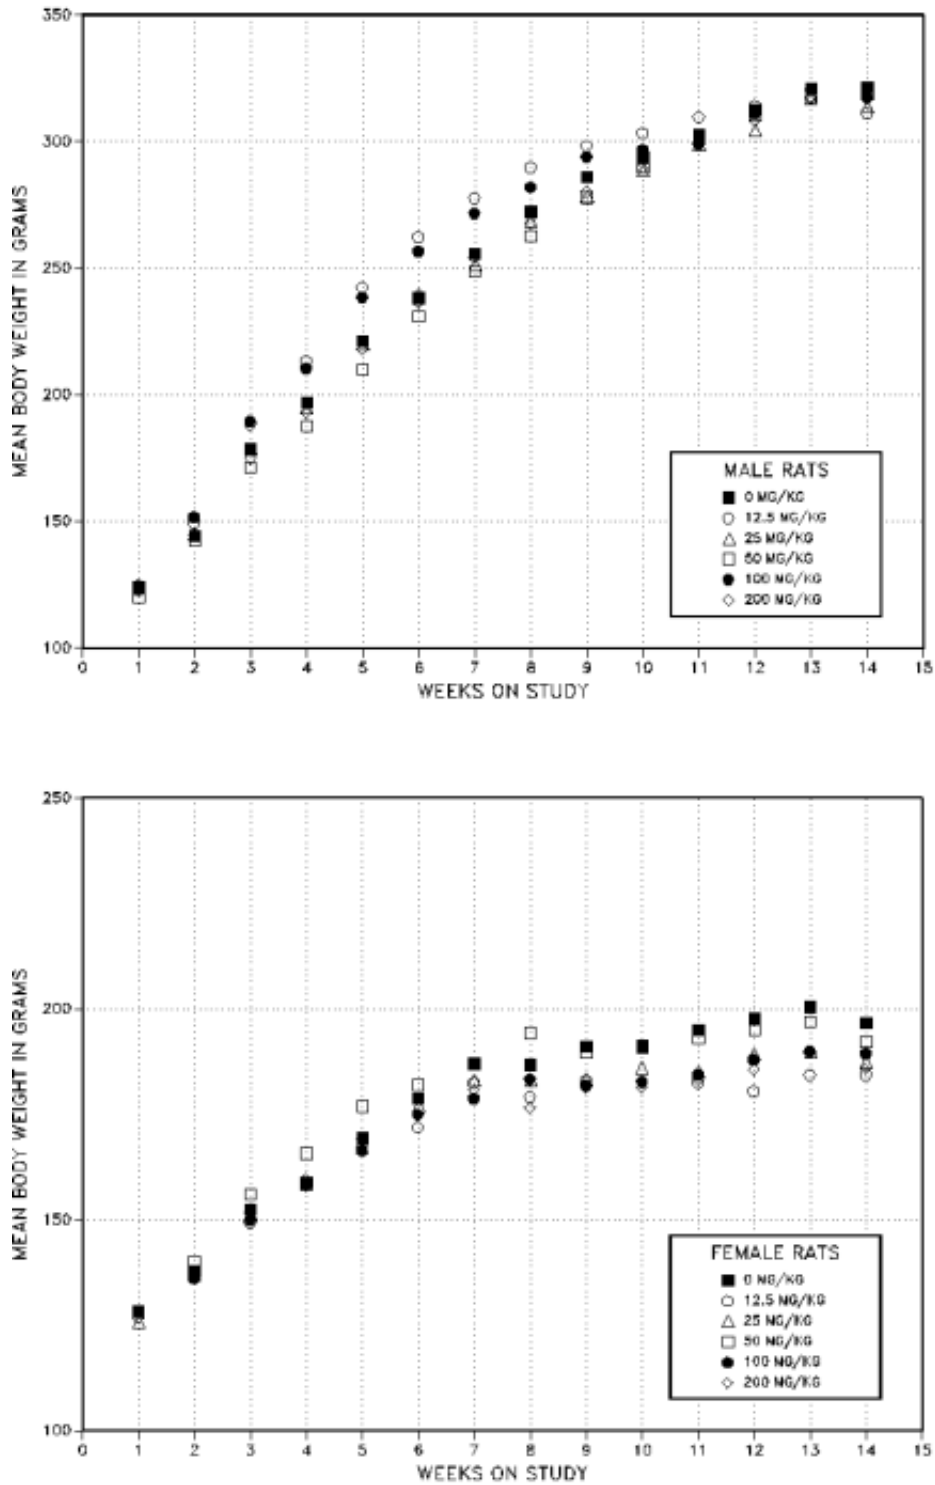 350
300
250
200
150
100
MEAN BODY WEIGHT IN GRAMS
MALE RATS
0 MG/KG
12.5 MG/KG
25 MG/KG
50 MG/KG
100 MG/KG
200 MG/KG
0 1 2 3 4 5 6 7 8 9 10 11 12 13 14 15
WEEKS ON STUDY
250
200
150
100
MEAN BODY WEIGHT IN GRAMS
FEMALE RATS
0 MG/KG
12.5 MG/KG
25 MG/KG
50 MG/KG
100 MG/KG
200 MG/KG
0 1 2 3 4 5 6 7 8 9 10 11 12 13 14 15
WEEKS ON STUDY